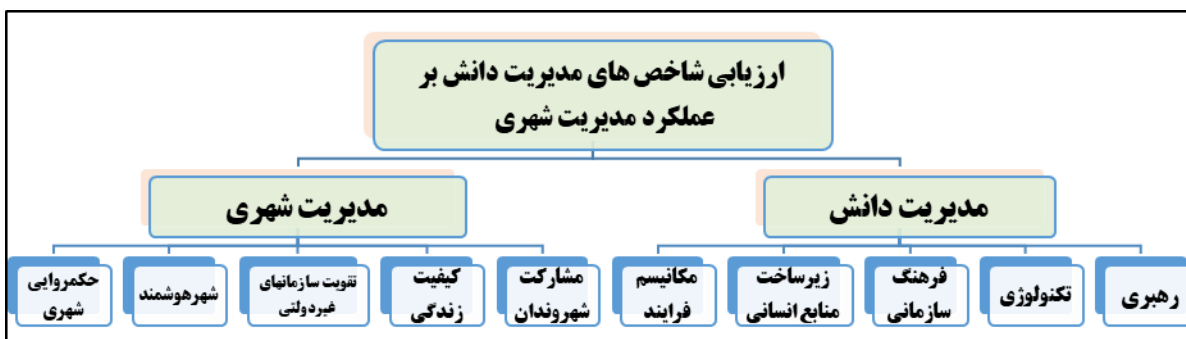 ارزیابی شاخص های مدیریت دانش بر
عملکرد مدیریت شهری
مدیریت دانش
مدیریت شهری
رهبری
تکنولوژی
فرهنگ
سازمانی
زیرساخت
منابع انسانی
مکانیسم
فرایند
مشارکت
شهروندان
کیفیت
زندگی
تقویت سازمانهای
غیردولتی
شهرهوشمند
حکمروایی
شهری